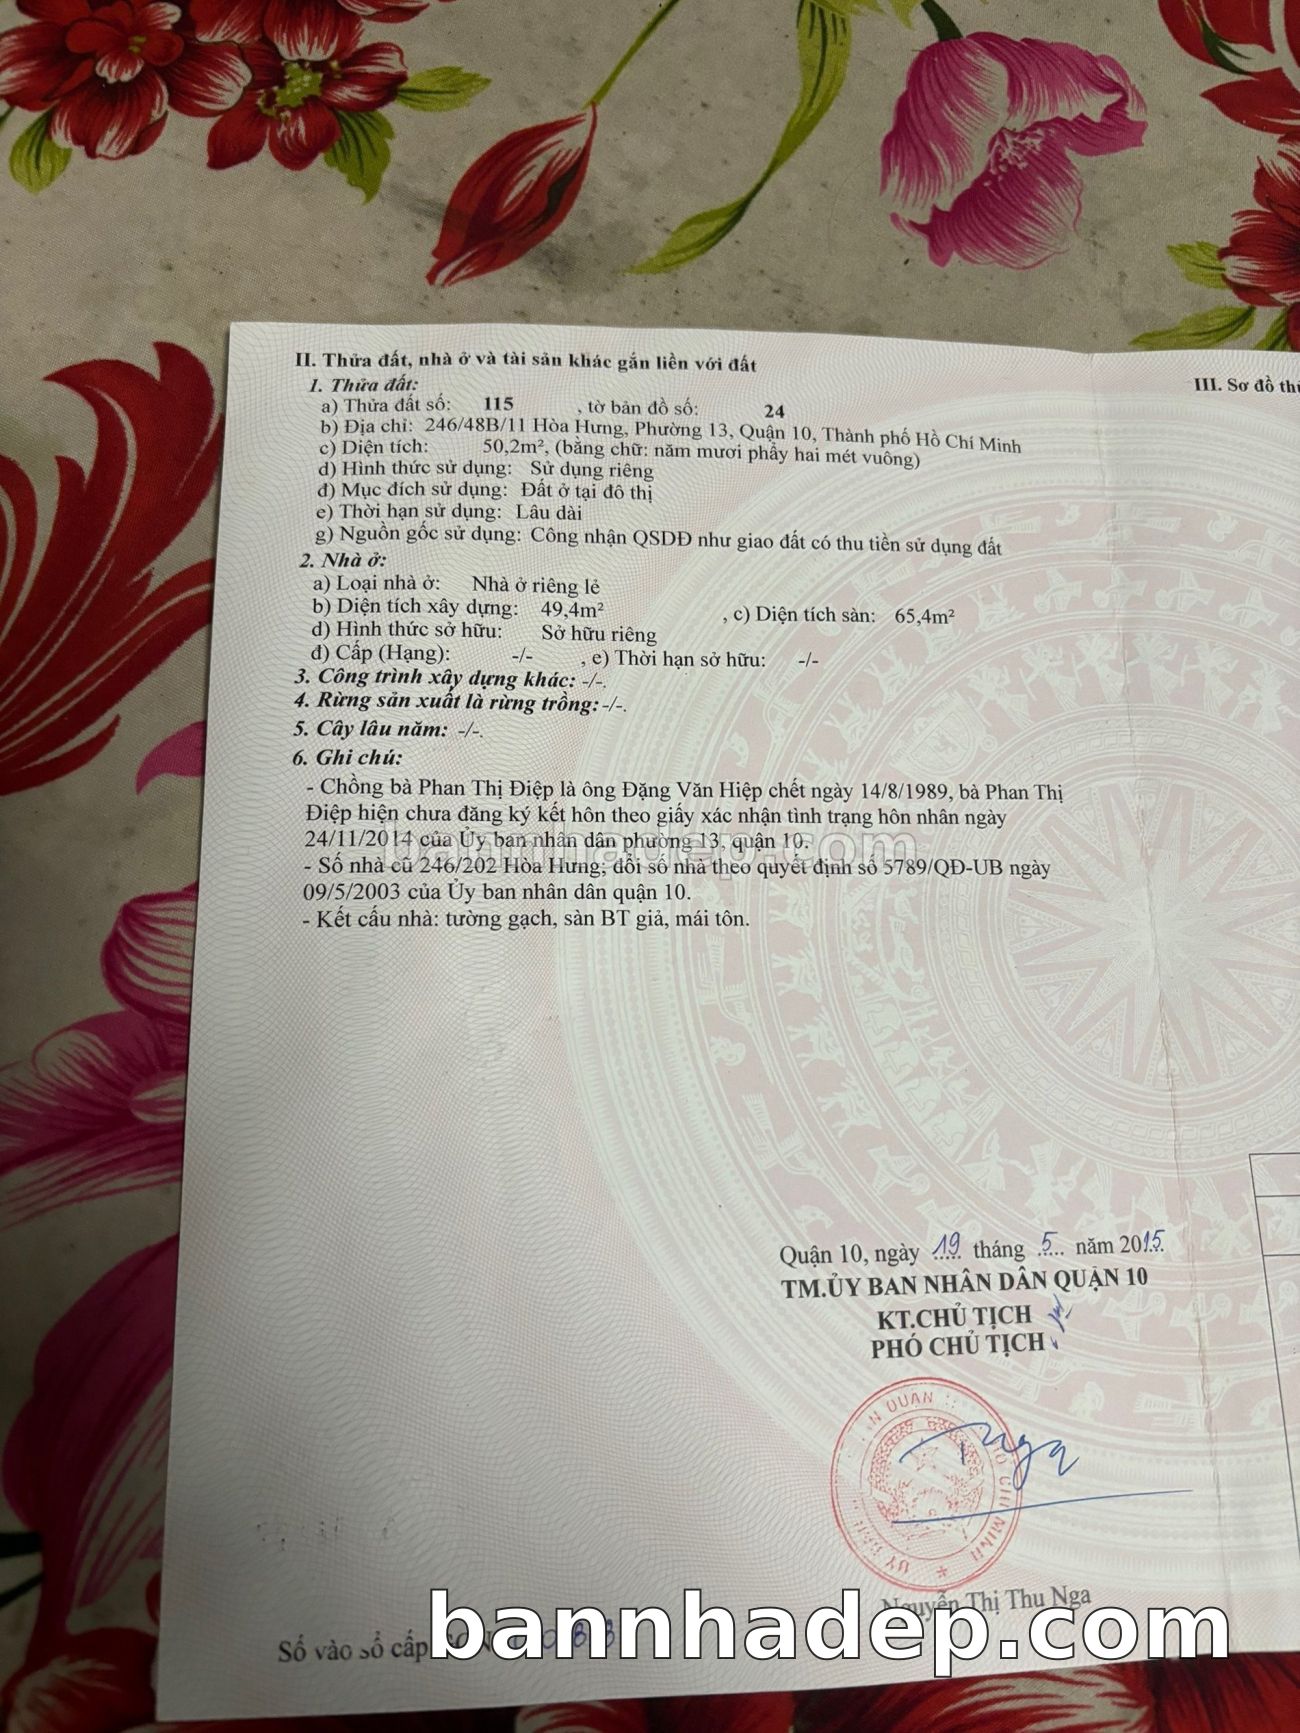 II. Thửa đất, nhà ở và tài sản khác gắn liền với đất
1. Thửa đất:
a) Thửa đất số: 115 , tờ bản đồ số: 24
b) Địa chỉ: 246/48B/11 Hòa Hưng, Phường 13, Quận 10, Thành phố Hồ Chí Minh
c) Diện tích: 50,2m², (bằng chữ: năm mươi phẩy hai mét vuông)
d) Hình thức sử dụng: Sử dụng riêng
đ) Mục đích sử dụng: Đất ở tại đô thị
e) Thời hạn sử dụng: Lâu dài
g) Nguồn gốc sử dụng: Công nhận QSDĐ như giao đất có thu tiền sử dụng đất
2. Nhà ở:
a) Loại nhà ở: Nhà ở riêng lẻ
b) Diện tích xây dựng: 49,4m² , c) Diện tích sàn: 65,4m²
d) Hình thức sở hữu: Sở hữu riêng
đ) Cấp (Hạng): -/- , e) Thời hạn sở hữu: -/-
3. Công trình xây dựng khác: -/-.
4. Rừng sản xuất là rừng trồng: -/-.
5. Cây lâu năm: -/-.
6. Ghi chú:
- Chồng bà Phan Thị Điệp là ông Đặng Văn Hiệp chết ngày 14/8/1989, bà Phan Thị
Điệp hiện chưa đăng ký kết hôn theo giấy xác nhận tình trạng hôn nhân ngày
24/11/2014 của Ủy ban nhân dân phường 13, quận 10.
- Số nhà cũ 246/202 Hòa Hưng; đổi số nhà theo quyết định số 5789/QĐ-UB ngày
09/5/2003 của Ủy ban nhân dân quận 10.
- Kết cấu nhà: tường gạch, sàn BT giả, mái tôn.
III. Sơ đồ
bannhadep.com
Quận 10, ngày 19 tháng 5 năm 2015
TM.ỦY BAN NHÂN DÂN QUẬN 10
KT.CHỦ TỊCH
PHÓ CHỦ TỊCH
Nga
Nguyễn Thị Thu Nga
Số vào sổ cấp
bannhadep.com